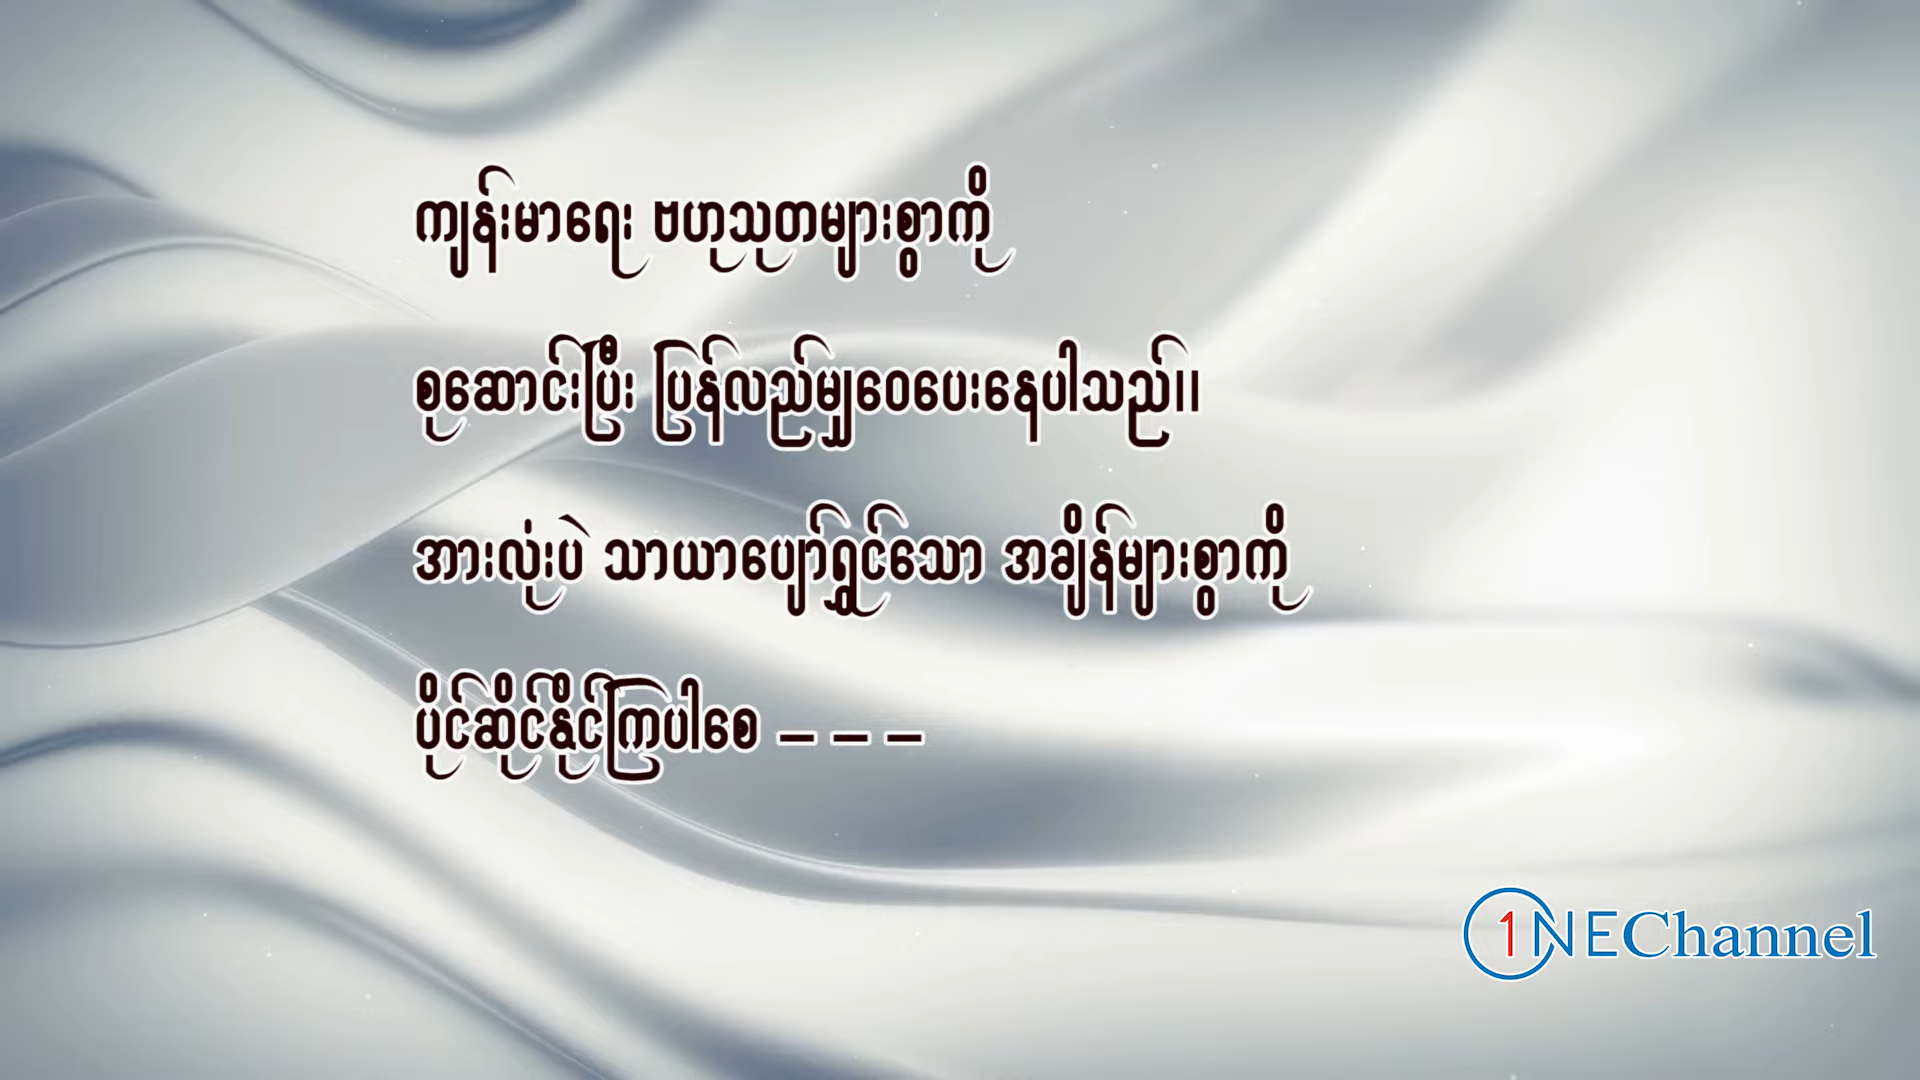 ကျန်းမာရေး ဗဟုသုတများစွာကို
စုဆောင်းပြီး ပြန်လည်မျှဝေပေးနေပါသည်။
အားလုံးပဲ သာယာပျော်ရွှင်သော အချိန်များစွာကို
ပိုင်ဆိုင်နိုင်ကြပါစေ – – –
1NEChannel